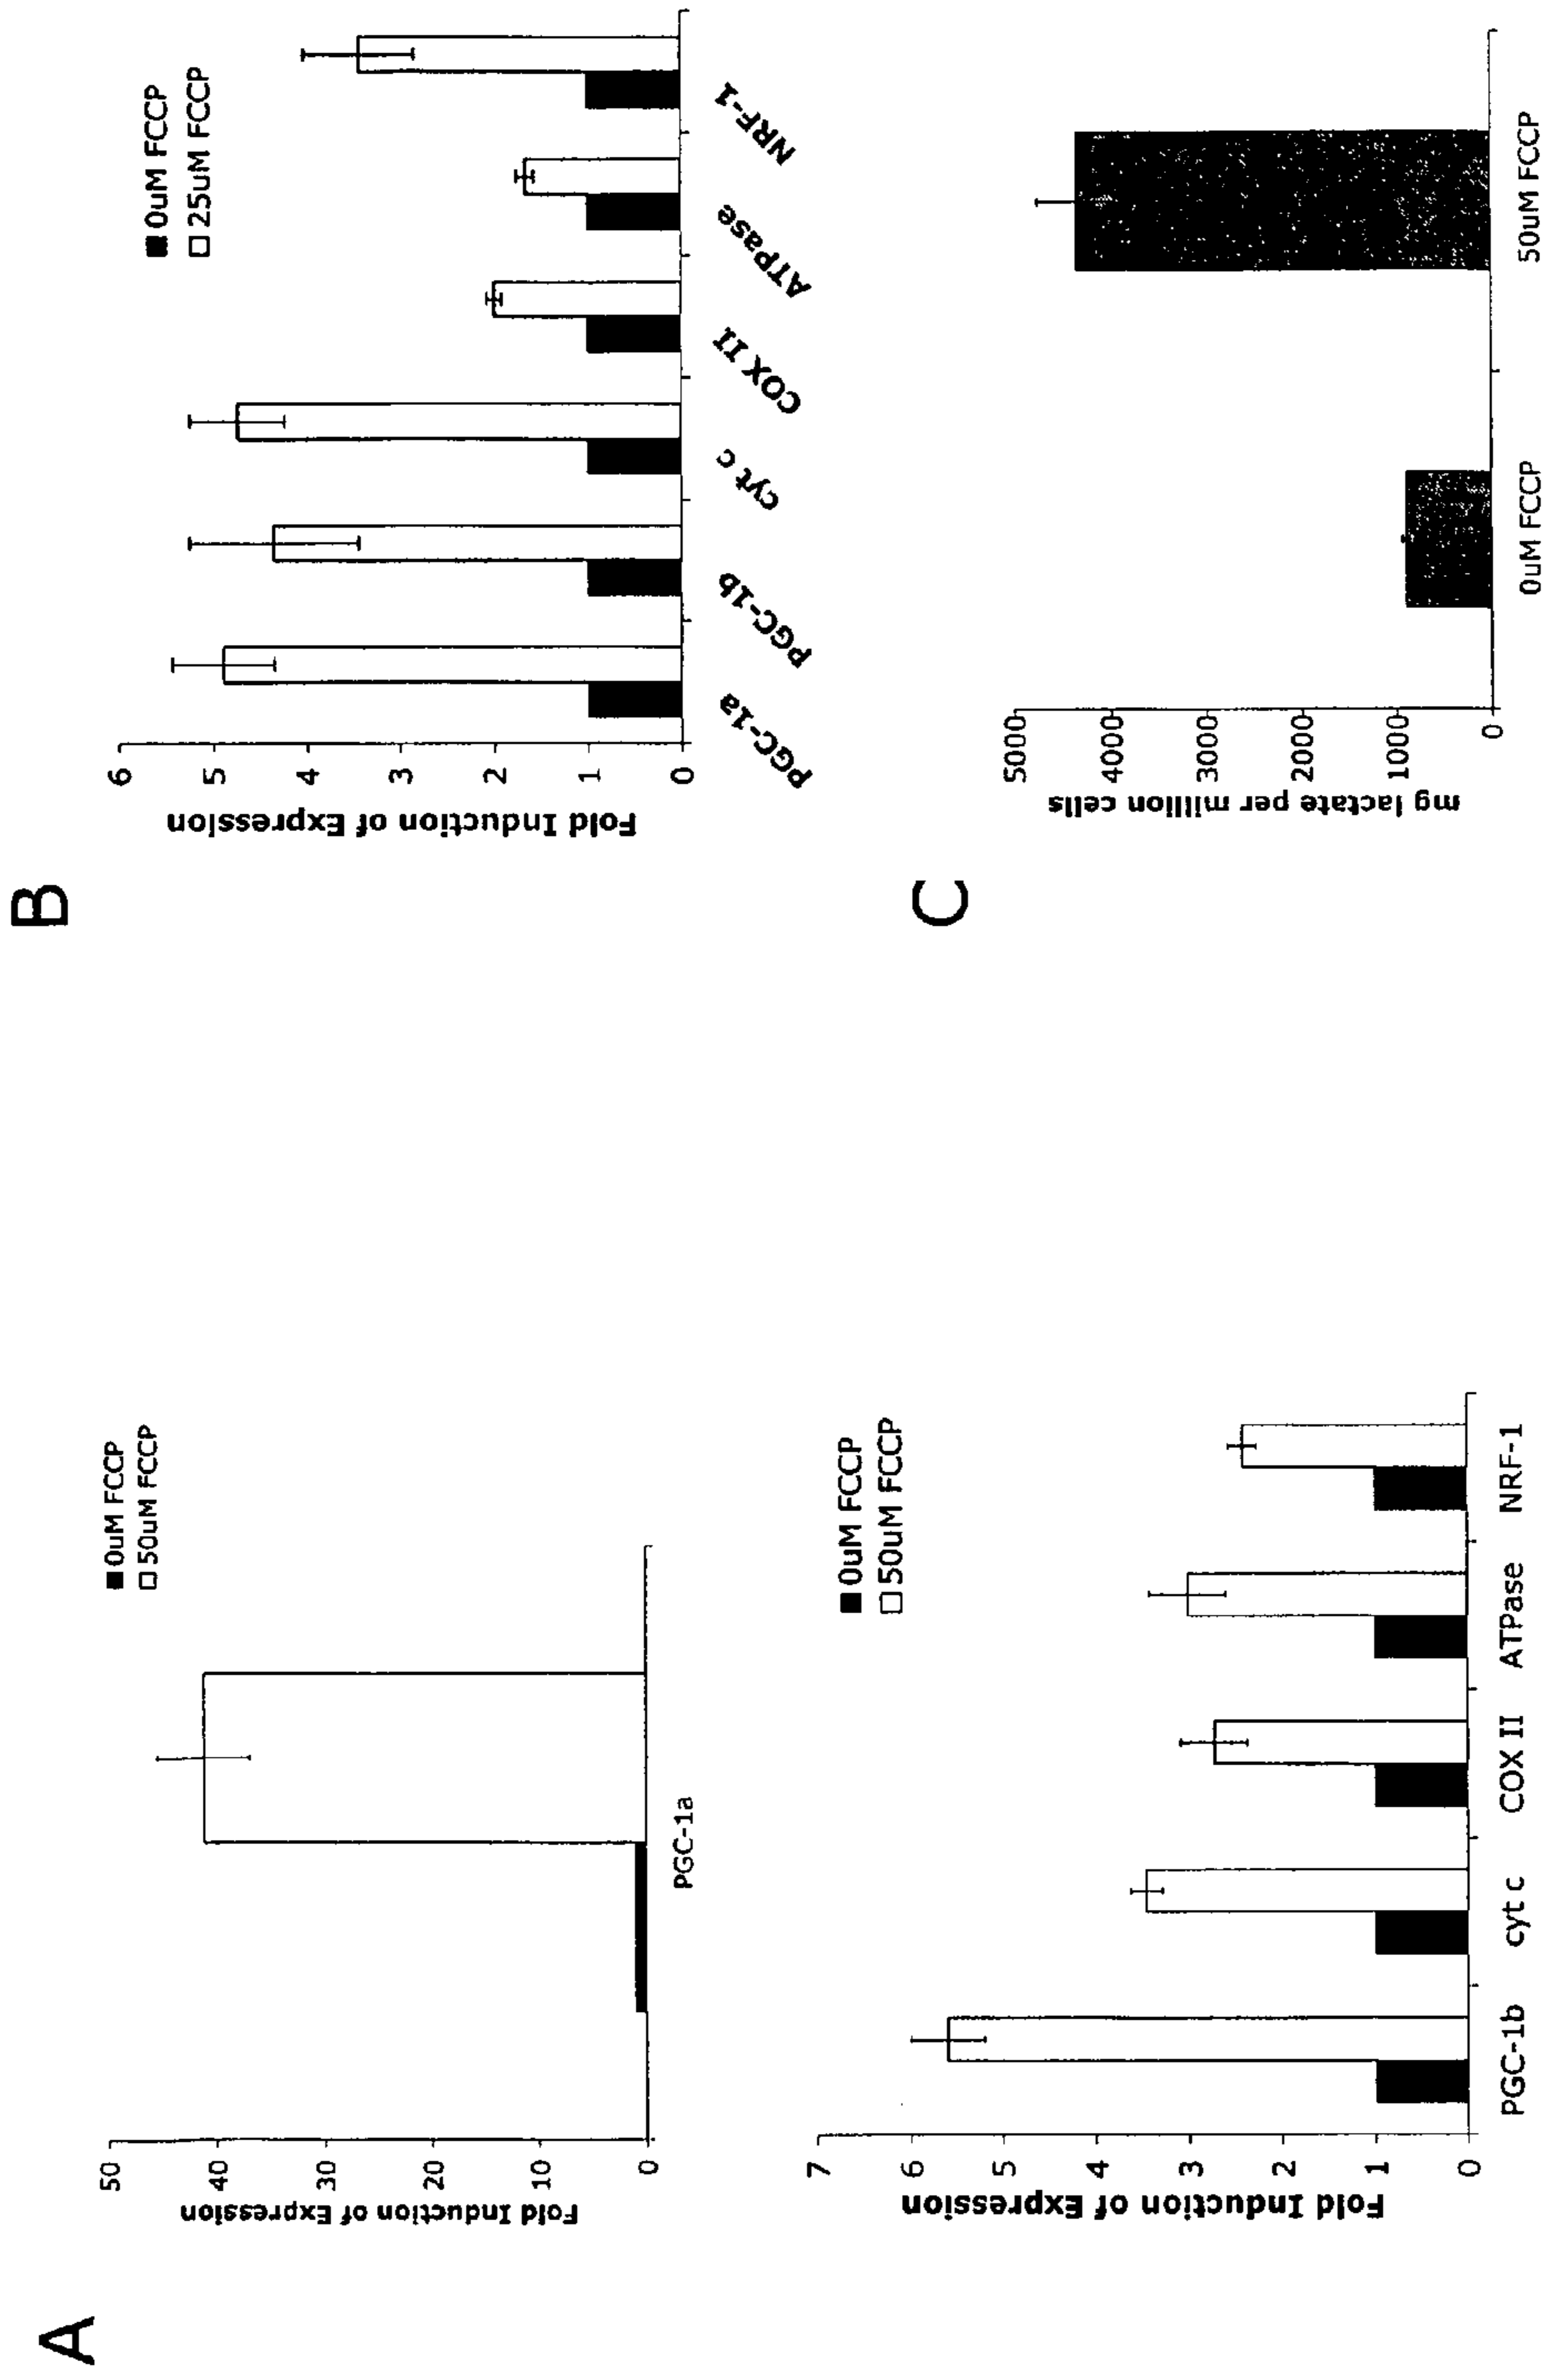 A
Fold Induction of Expression
50
40
30
20
10
0
■ 0uM FCCP
□ 50uM FCCP
PGC-1a
Fold Induction of Expression
7
6
5
4
3
2
1
0
■ 0uM FCCP
□ 50uM FCCP
PGC-1b cyt c COX II ATPase NRF-1
B
Fold Induction of Expression
6
5
4
3
2
1
0
■ 0uM FCCP
□ 25uM FCCP
PGC-1a PGC-1b cyt c COX II ATPase NRF-1
C
mg lactate per million cells
5000
4000
3000
2000
1000
0
0uM FCCP 50uM FCCP